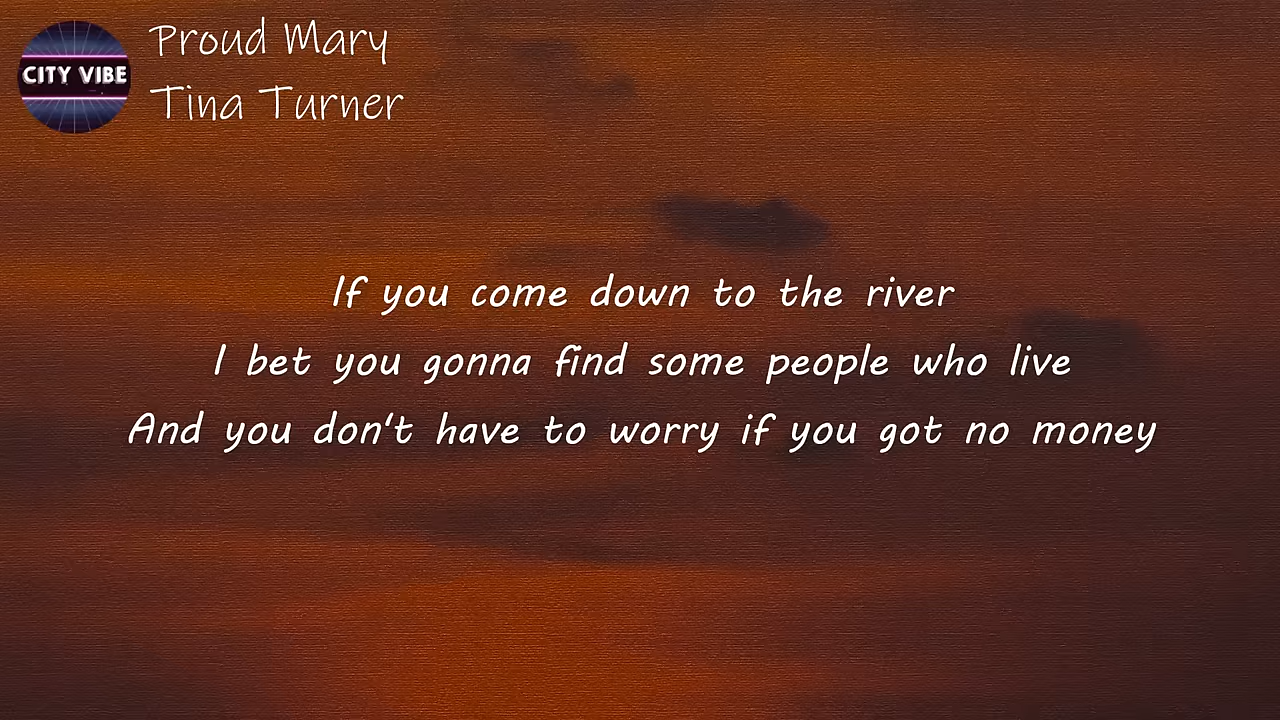 CITY VIBE
Proud Mary
Tina Turner
If you come down to the river
I bet you gonna find some people who live
And you don't have to worry if you got no money